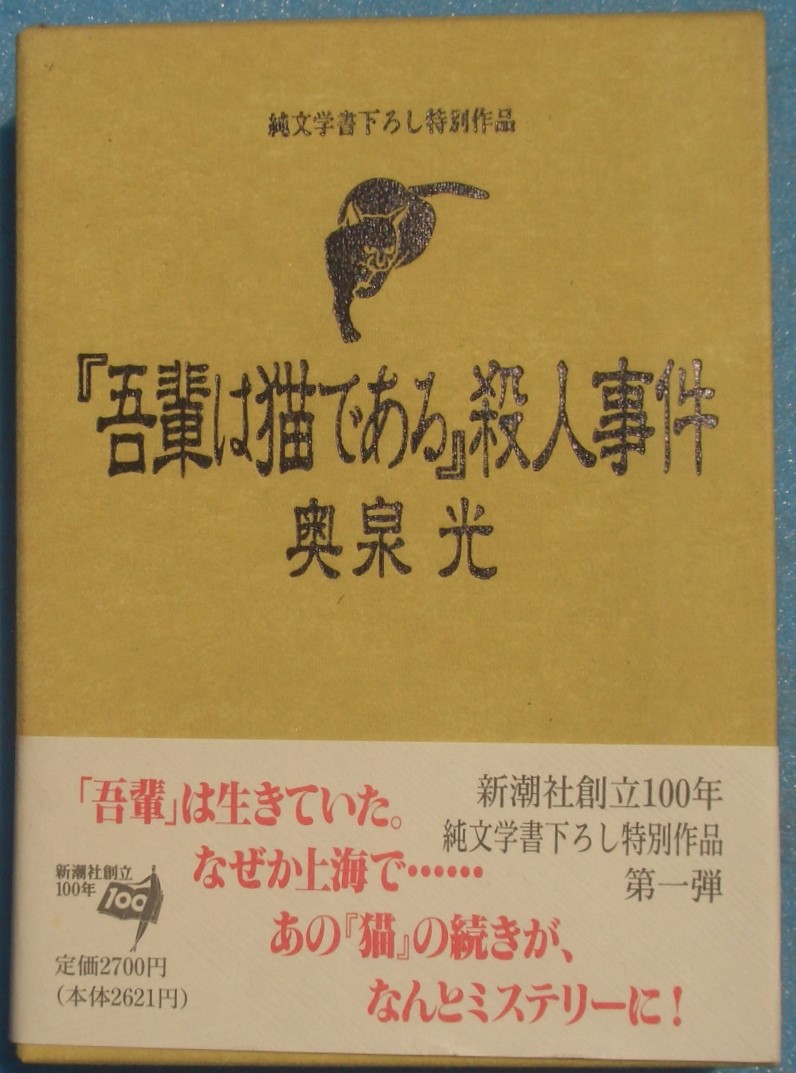 純文学書下ろし特別作品
『吾輩は猫である』殺人事件
奥泉 光
「吾輩」は生きていた。
なぜか上海で……
あの『猫』の続きが、
なんとミステリーに！
新潮社創立100年
純文学書下ろし特別作品
第一弾
新潮社創立
100年
100
定価2700円
（本体2621円）